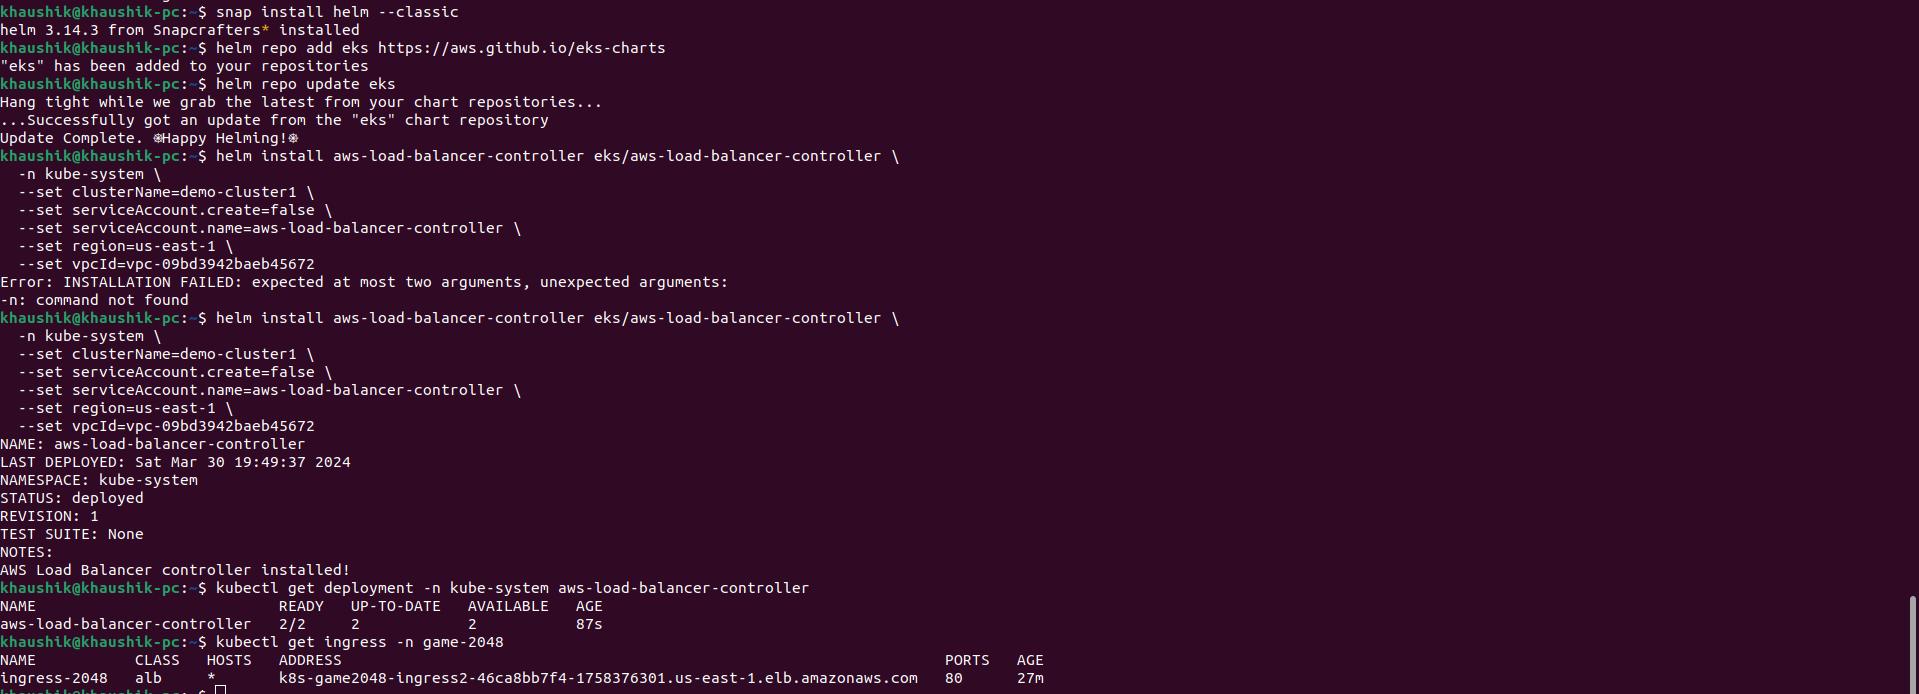 khaushik@khaushik-pc:~$ snap install helm --classic
helm 3.14.3 from Snapcrafters* installed
khaushik@khaushik-pc:~$ helm repo add eks https://aws.github.io/eks-charts
"eks" has been added to your repositories
khaushik@khaushik-pc:~$ helm repo update eks
Hang tight while we grab the latest from your chart repositories...
...Successfully got an update from the "eks" chart repository
Update Complete. ⎈Happy Helming!⎈
khaushik@khaushik-pc:~$ helm install aws-load-balancer-controller eks/aws-load-balancer-controller \
  -n kube-system \
  --set clusterName=demo-cluster1 \
  --set serviceAccount.create=false \
  --set serviceAccount.name=aws-load-balancer-controller \
  --set region=us-east-1 \
  --set vpcId=vpc-09bd3942baeb45672
Error: INSTALLATION FAILED: expected at most two arguments, unexpected arguments:
-n: command not found
khaushik@khaushik-pc:~$ helm install aws-load-balancer-controller eks/aws-load-balancer-controller \
  -n kube-system \
  --set clusterName=demo-cluster1 \
  --set serviceAccount.create=false \
  --set serviceAccount.name=aws-load-balancer-controller \
  --set region=us-east-1 \
  --set vpcId=vpc-09bd3942baeb45672
NAME: aws-load-balancer-controller
LAST DEPLOYED: Sat Mar 30 19:49:37 2024
NAMESPACE: kube-system
STATUS: deployed
REVISION: 1
TEST SUITE: None
NOTES:
AWS Load Balancer controller installed!
khaushik@khaushik-pc:~$ kubectl get deployment -n kube-system aws-load-balancer-controller
NAME                           READY   UP-TO-DATE   AVAILABLE   AGE
aws-load-balancer-controller   2/2     2            2           87s
khaushik@khaushik-pc:~$ kubectl get ingress -n game-2048
NAME           CLASS   HOSTS   ADDRESS                                                                   PORTS   AGE
ingress-2048   alb     *       k8s-game2048-ingress2-46ca8bb7f4-1758376301.us-east-1.elb.amazonaws.com   80      27m